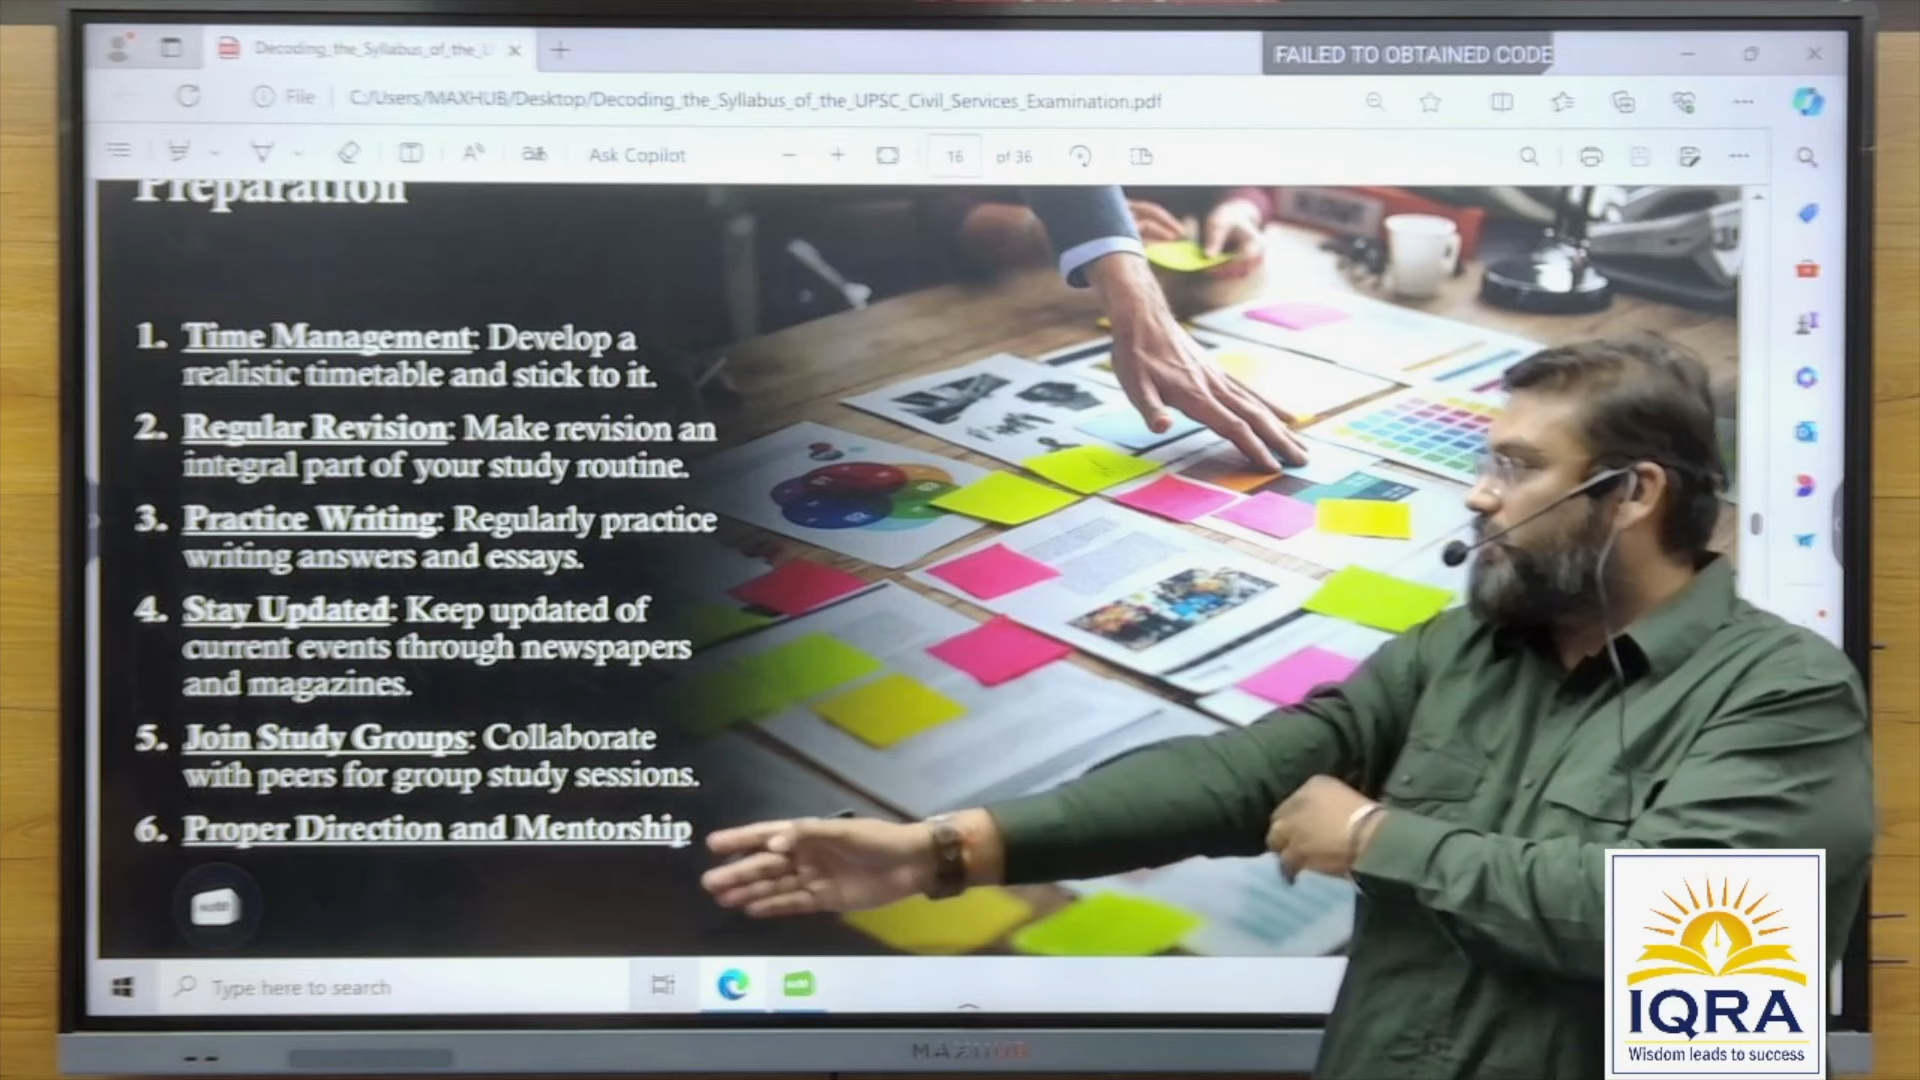 Decoding_the_Syllabus_of_the_U
FAILED TO OBTAINED CODE
File
C:/Users/MAXHUB/Desktop/Decoding_the_Syllabus_of_the_UPSC_Civil_Services_Examination.pdf
Ask Copilot
16
of 36
Preparation
1. Time Management: Develop a
realistic timetable and stick to it.
2. Regular Revision: Make revision an
integral part of your study routine.
3. Practice Writing: Regularly practice
writing answers and essays.
4. Stay Updated: Keep updated of
current events through newspapers
and magazines.
5. Join Study Groups: Collaborate
with peers for group study sessions.
6. Proper Direction and Mentorship
NOTE
Type here to search
MAXHUB
IQRA
Wisdom leads to success